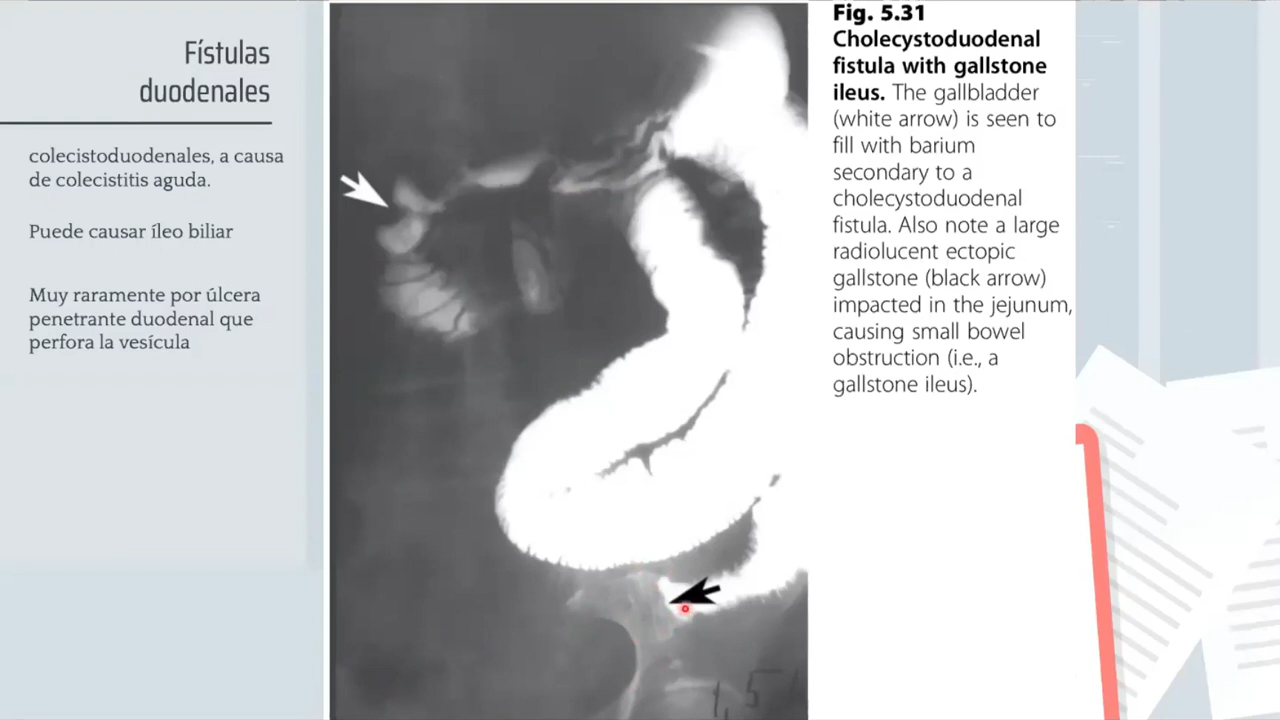 Fístulas
duodenales
colecistoduodenales, a causa
de colecistitis aguda.
Puede causar íleo biliar
Muy raramente por úlcera
penetrante duodenal que
perfora la vesícula
Fig. 5.31
Cholecystoduodenal
fistula with gallstone
ileus. The gallbladder
(white arrow) is seen to
fill with barium
secondary to a
cholecystoduodenal
fistula. Also note a large
radiolucent ectopic
gallstone (black arrow)
impacted in the jejunum,
causing small bowel
obstruction (i.e., a
gallstone ileus).